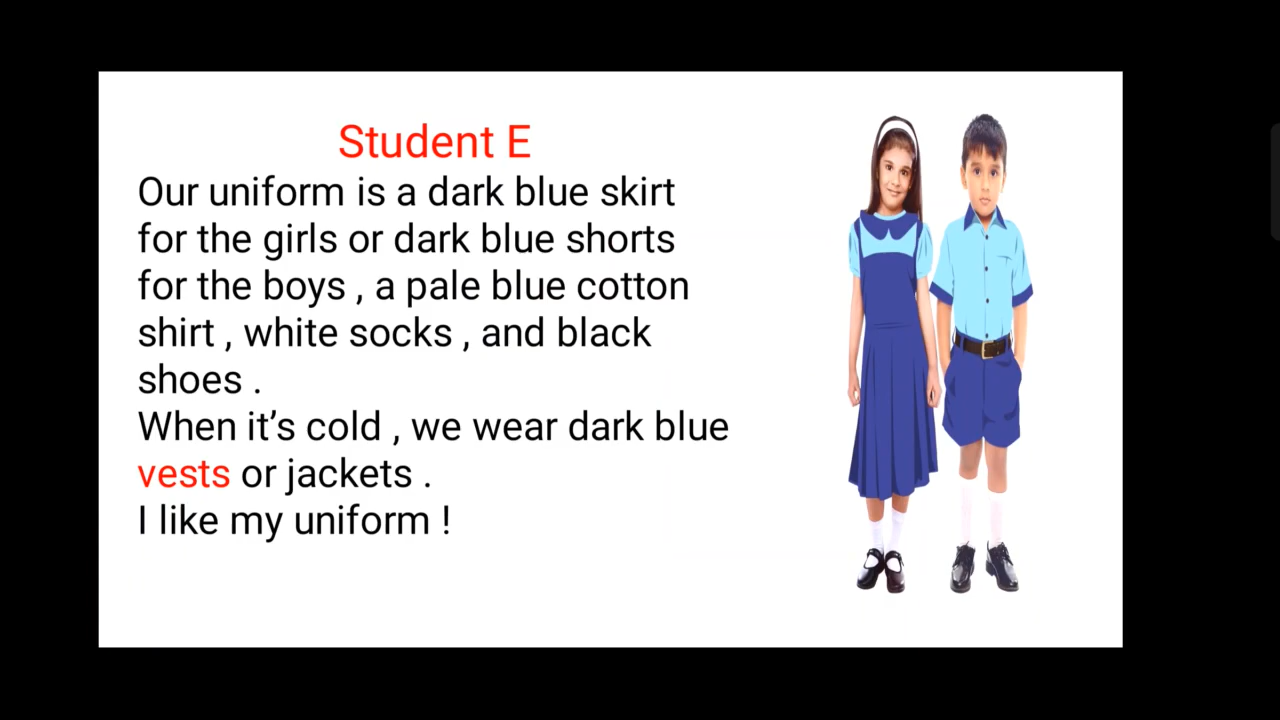 Student E
Our uniform is a dark blue skirt
for the girls or dark blue shorts
for the boys , a pale blue cotton
shirt , white socks , and black
shoes .
When it’s cold , we wear dark blue
vests or jackets .
I like my uniform !